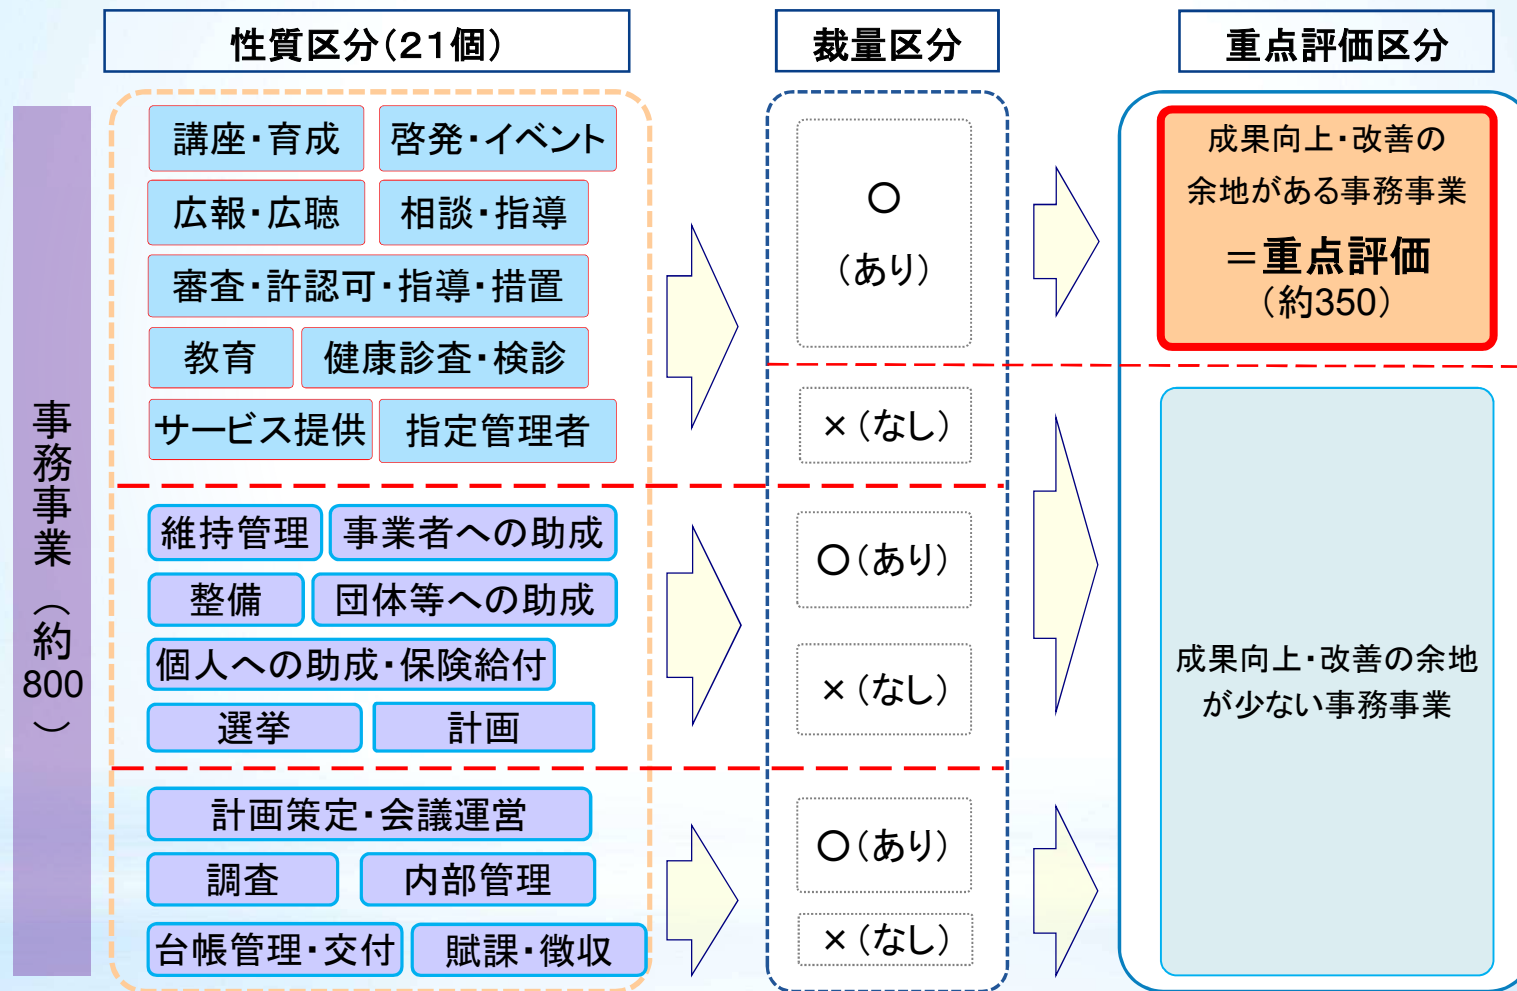 性質区分(21個)
裁量区分
重点評価区分
事務事業(約800)
講座・育成
啓発・イベント
広報・広聴
相談・指導
審査・許認可・指導・措置
教育
健康診査・検診
サービス提供
指定管理者
維持管理
事業者への助成
整備
団体等への助成
個人への助成・保険給付
選挙
計画
計画策定・会議運営
調査
内部管理
台帳管理・交付
賦課・徴収
○
(あり)
×(なし)
○(あり)
×(なし)
○(あり)
×(なし)
成果向上・改善の
余地がある事務事業
=重点評価
(約350)
成果向上・改善の余地
が少ない事務事業